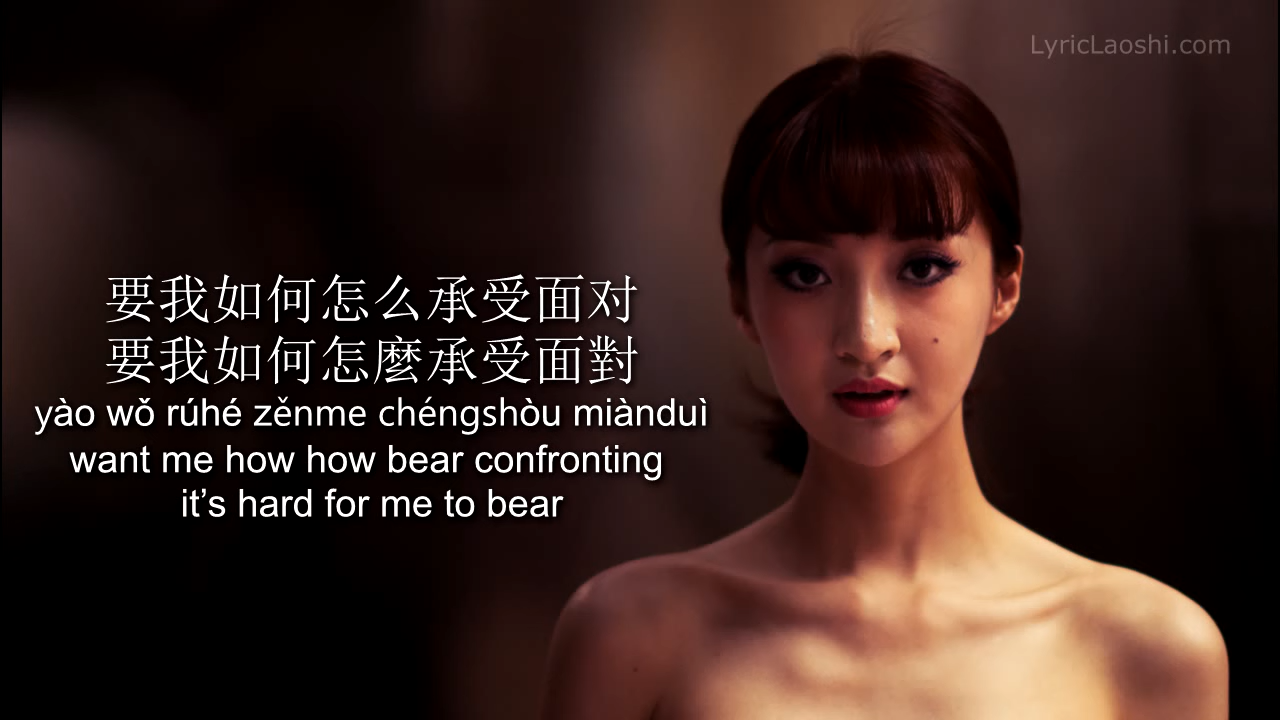 LyricLaoshi.com
要我如何怎么承受面对
要我如何怎麼承受面對
yào wǒ rúhé zěnme chéngshòu miànduì
want me how how bear confronting
it’s hard for me to bear